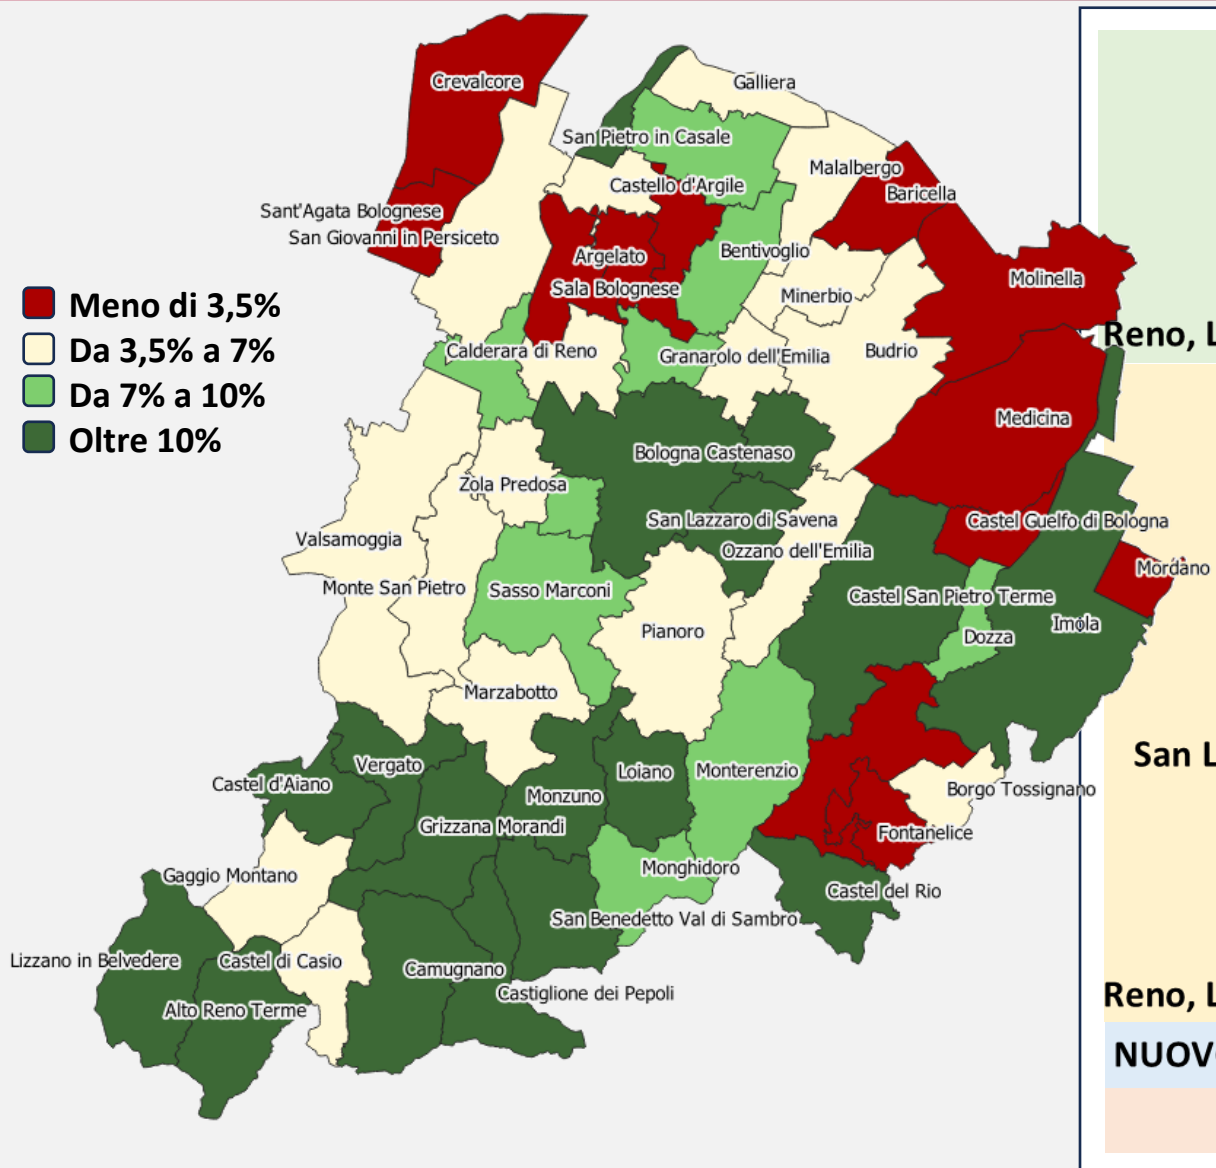 Crevalcore
Galliera
San Pietro in Casale
Malalbergo
Castello d'Argile
Baricella
Sant'Agata Bolognese
San Giovanni in Persiceto
Argelato
Bentivoglio
Molinella
Sala Bolognese
Minerbio
Meno di 3,5%
Da 3,5% a 7%
Da 7% a 10%
Oltre 10%
Reno, L
Calderara di Reno
Granarolo dell'Emilia
Budrio
Medicina
Bologna
Castenaso
Zola Predosa
San Lazzaro di Savena
Castel Guelfo di Bologna
Valsamoggia
Ozzano dell'Emilia
Mordano
Monte San Pietro
Sasso Marconi
Castel San Pietro Terme
Imola
Pianoro
Dozza
Marzabotto
San L
Vergato
Loiano
Monterenzio
Castel d'Aiano
Borgo Tossignano
Monzuno
Grizzana Morandi
Fontanelice
Gaggio Montano
Monghidoro
Castel del Rio
San Benedetto Val di Sambro
Lizzano in Belvedere
Castel di Casio
Camugnano
Castiglione dei Pepoli
Reno, L
Alto Reno Terme
NUOV